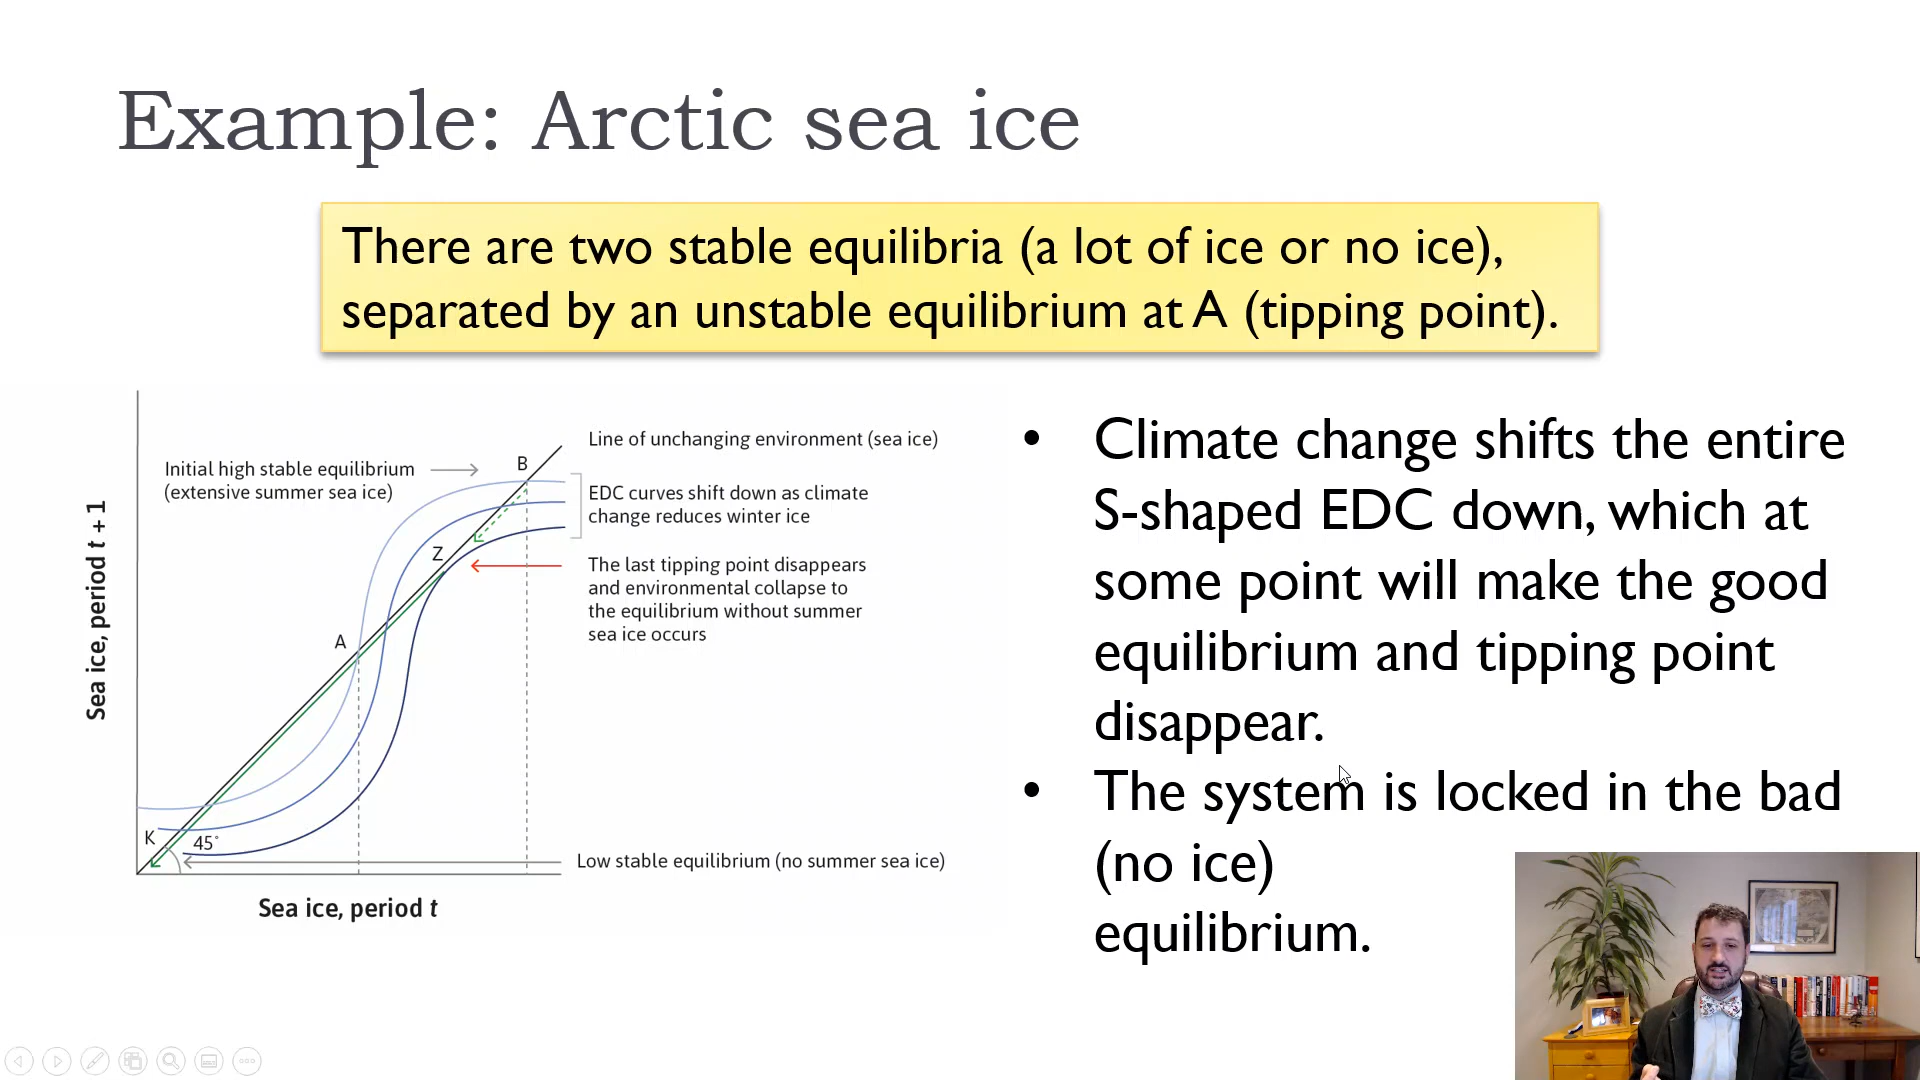 Example: Arctic sea ice
There are two stable equilibria (a lot of ice or no ice),
separated by an unstable equilibrium at A (tipping point).
Sea ice, period t + 1
Initial high stable equilibrium
(extensive summer sea ice)
B
Line of unchanging environment (sea ice)
EDC curves shift down as climate
change reduces winter ice
Z
The last tipping point disappears
and environmental collapse to
the equilibrium without summer
sea ice occurs
A
K
45°
Low stable equilibrium (no summer sea ice)
Sea ice, period t
• Climate change shifts the entire
S-shaped EDC down, which at
some point will make the good
equilibrium and tipping point
disappear.
• The system is locked in the bad
(no ice)
equilibrium.